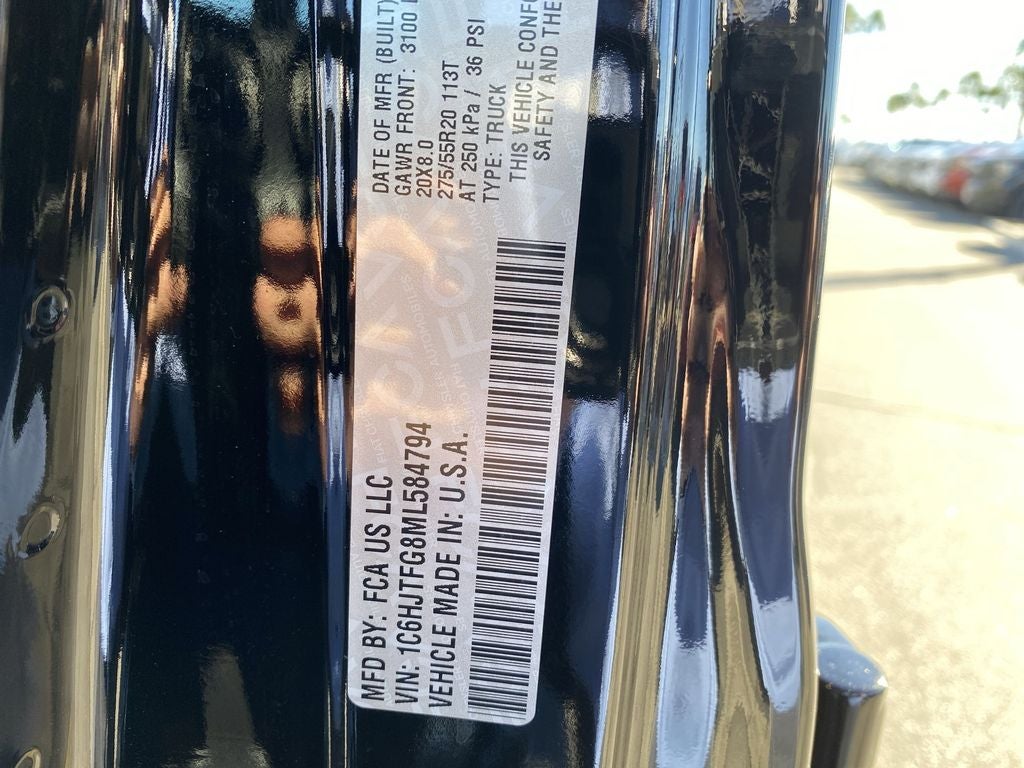 MFD BY: FCA US LLC
VIN: 1C6HJTFG8ML584794
VEHICLE MADE IN: U.S.A.
DATE OF MFR (BUILT)
GAWR FRONT: 3100
20X8.0
275/55R20 113T
AT 250 kPa / 36 PSI
TYPE: TRUCK
THIS VEHICLE CONFO
SAFETY AND THE